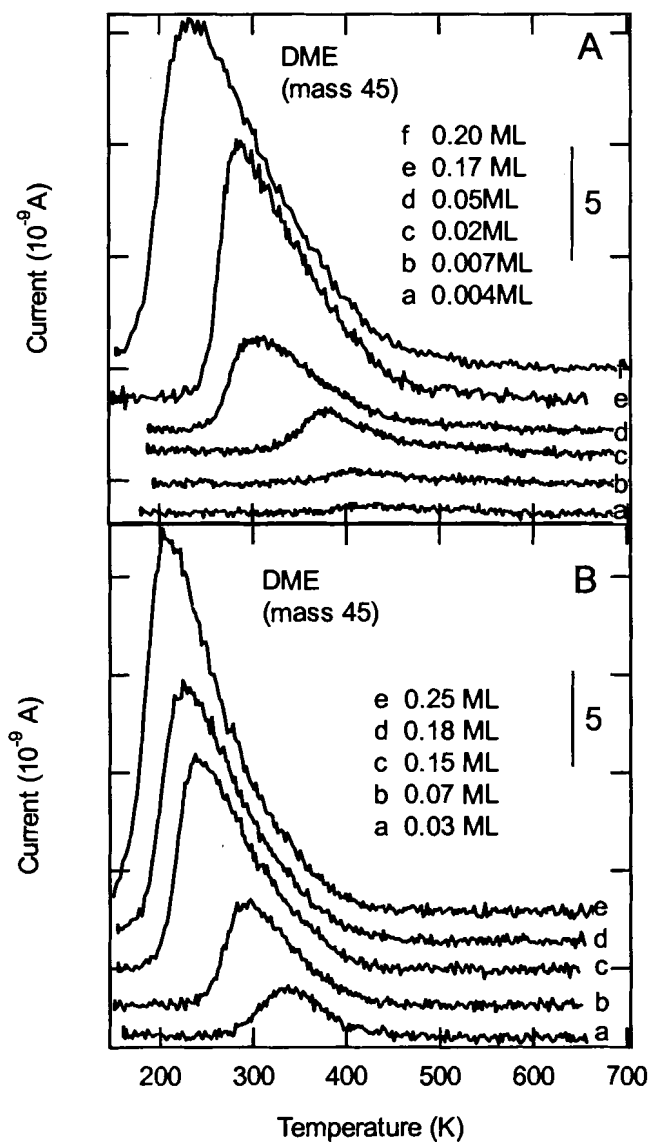 A
DME
(mass 45)
f 0.20 ML
e 0.17 ML
d 0.05ML
c 0.02ML
b 0.007ML
a 0.004ML
5
Current (10⁻⁹ A)
f
e
d
c
b
a
B
DME
(mass 45)
e 0.25 ML
d 0.18 ML
c 0.15 ML
b 0.07 ML
a 0.03 ML
5
Current (10⁻⁹ A)
e
d
c
b
a
200 300 400 500 600 700
Temperature (K)